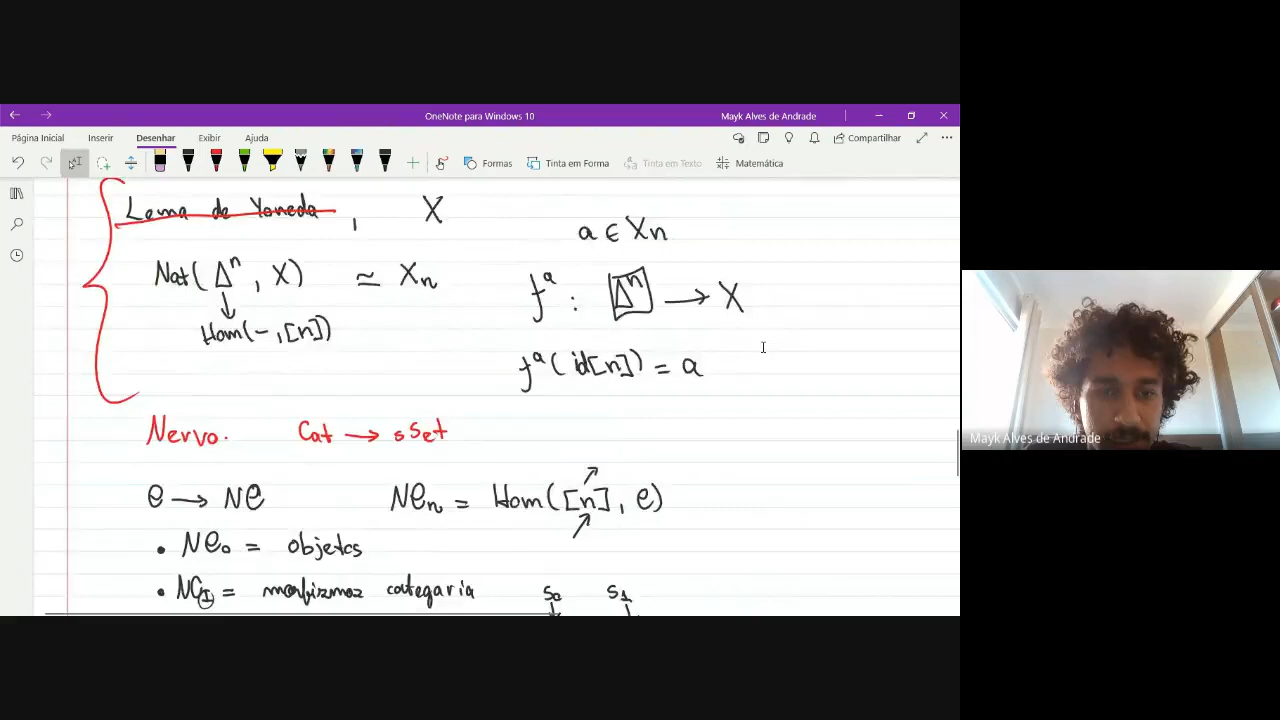 OneNote para Windows 10
Mayk Alves de Andrade
Página Inicial Inserir Desenhar Exibir Ajuda
Compartilhar
Formas Tinta em Forma Tinta em Texto Matemática
Lema de Yoneda , X
a ∈ Xn
Nat(Δⁿ, X) ≃ Xn
fᵃ : Δⁿ → X
Hom(-,[n])
fᵃ(id[n]) = a
Nervo. Cat → sSet
C → NC NCn = Hom([n], C)
• NC₀ = objetos
• NC₁ = morfismos categoria
S₀ S₁
Mayk Alves de Andrade